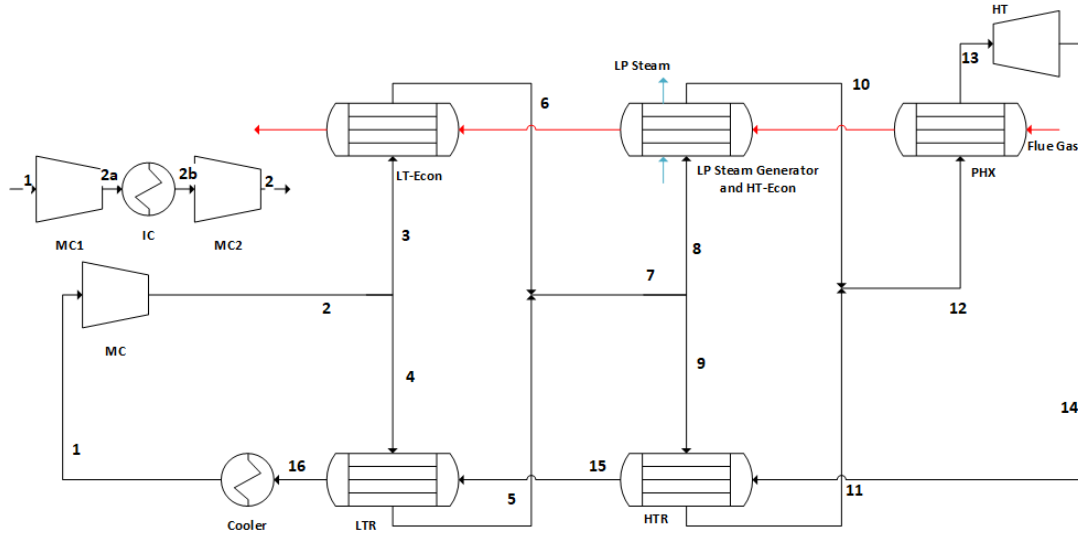 HT
LP Steam
13
10
6
Flue Gas
LT-Econ
LP Steam Generator
and HT-Econ
PHX
1
2a
2b
2
MC1
IC
MC2
3
8
7
12
MC
2
4
9
14
1
16
15
5
11
Cooler
LTR
HTR